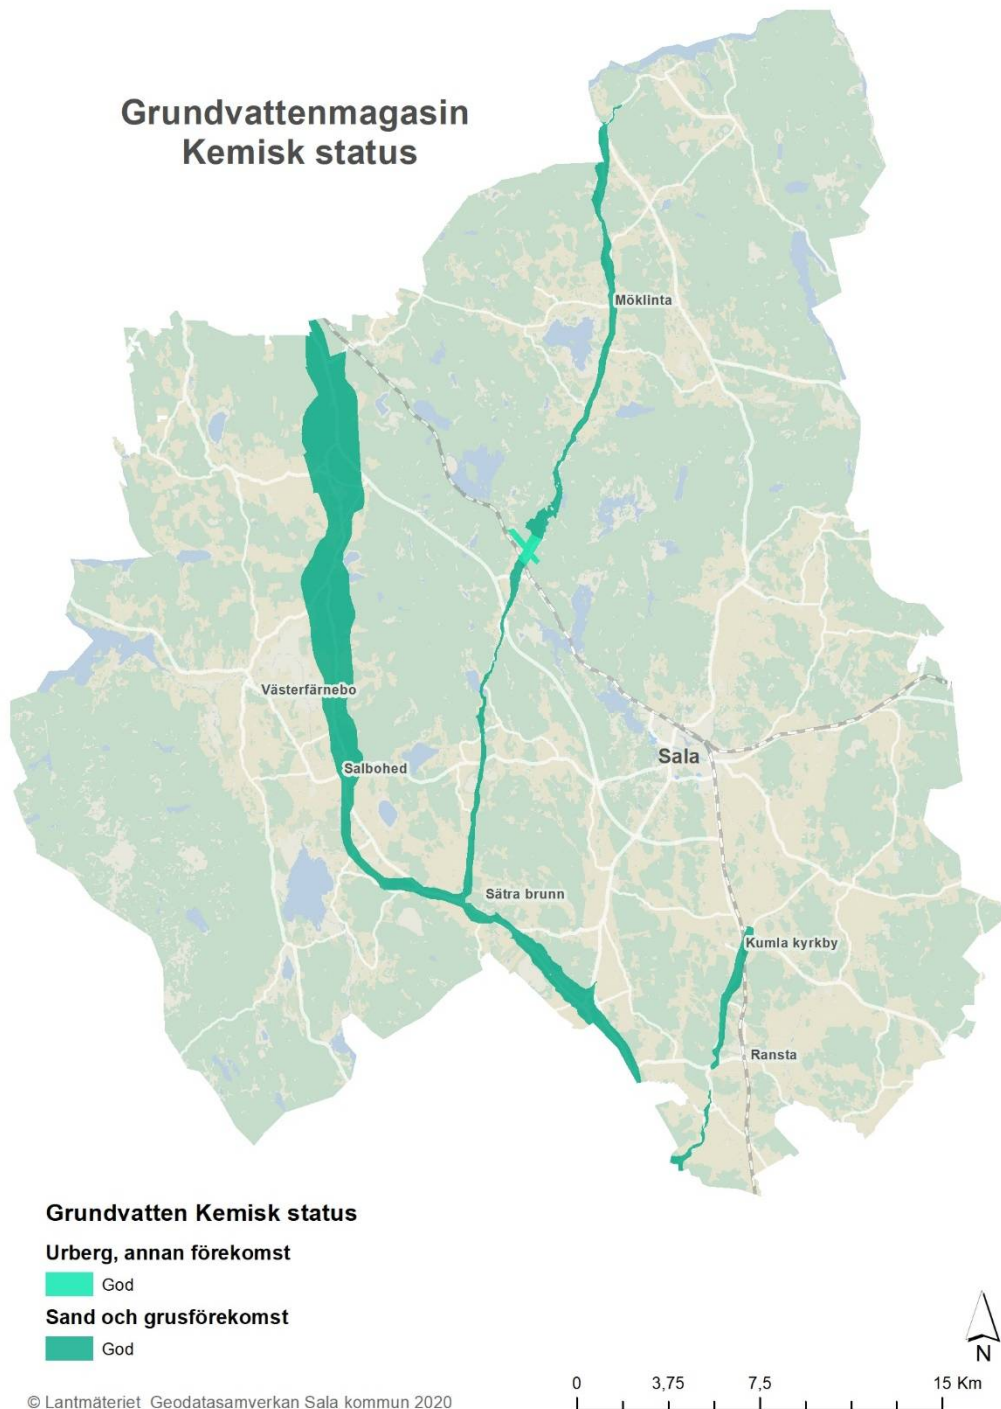 Grundvattenmagasin
Kemisk status
Möklinta
Västerfärnebo
Salbohed
Sala
Sätra brunn
Kumla kyrkby
Ransta
Grundvatten Kemisk status
Urberg, annan förekomst
God
Sand och grusförekomst
God
N
0 3,75 7,5 15 Km
© Lantmäteriet Geodatasamverkan Sala kommun 2020